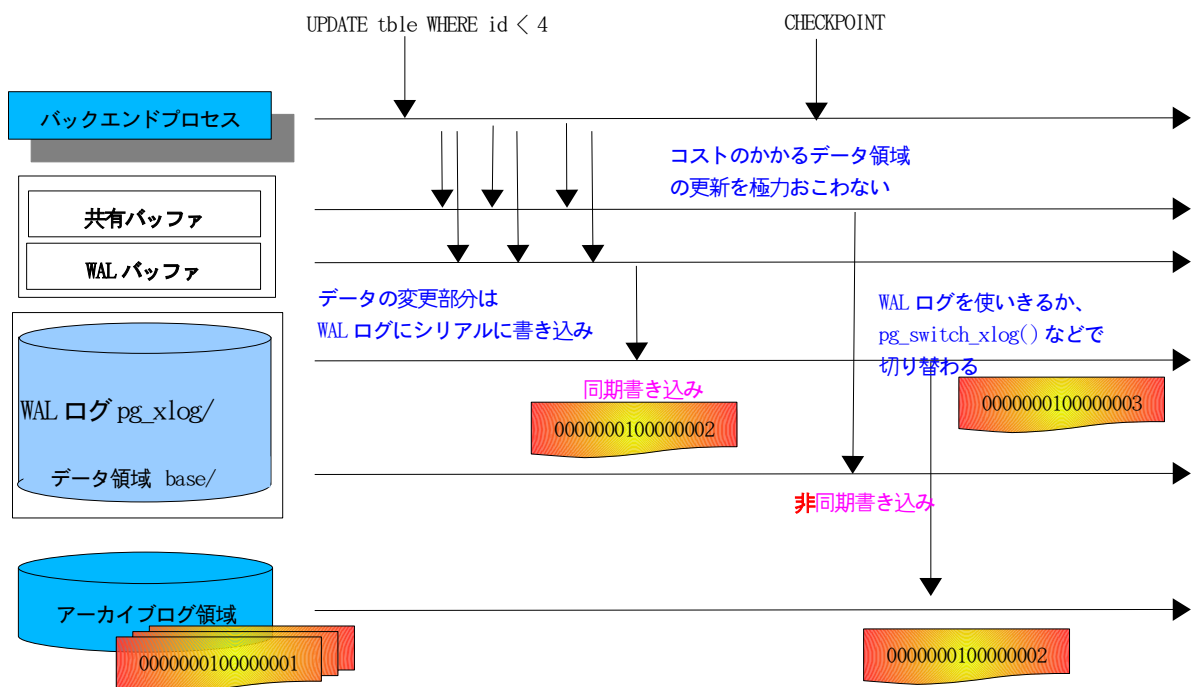 UPDATE tble WHERE id < 4
CHECKPOINT
バックエンドプロセス
コストのかかるデータ領域
の更新を極力おこわない
共有バッファ
WAL バッファ
データの変更部分は
WAL ログにシリアルに書き込み
WAL ログを使いきるか、
pg_switch_xlog() などで
切り替わる
同期書き込み
WAL ログ pg_xlog/
0000000100000002
0000000100000003
データ領域 base/
非同期書き込み
アーカイブログ領域
0000000100000001
0000000100000002